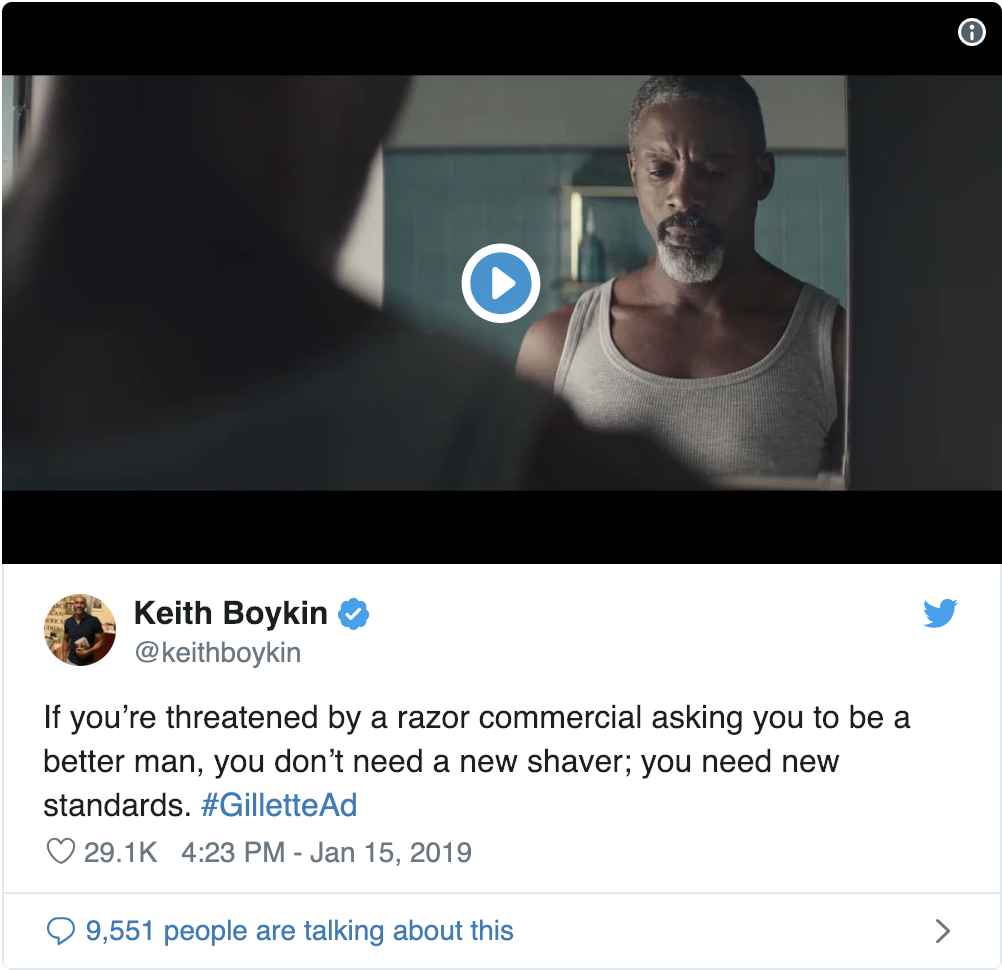 Keith Boykin
@keithboykin
If you’re threatened by a razor commercial asking you to be a
better man, you don’t need a new shaver; you need new
standards. #GilletteAd
29.1K 4:23 PM - Jan 15, 2019
9,551 people are talking about this